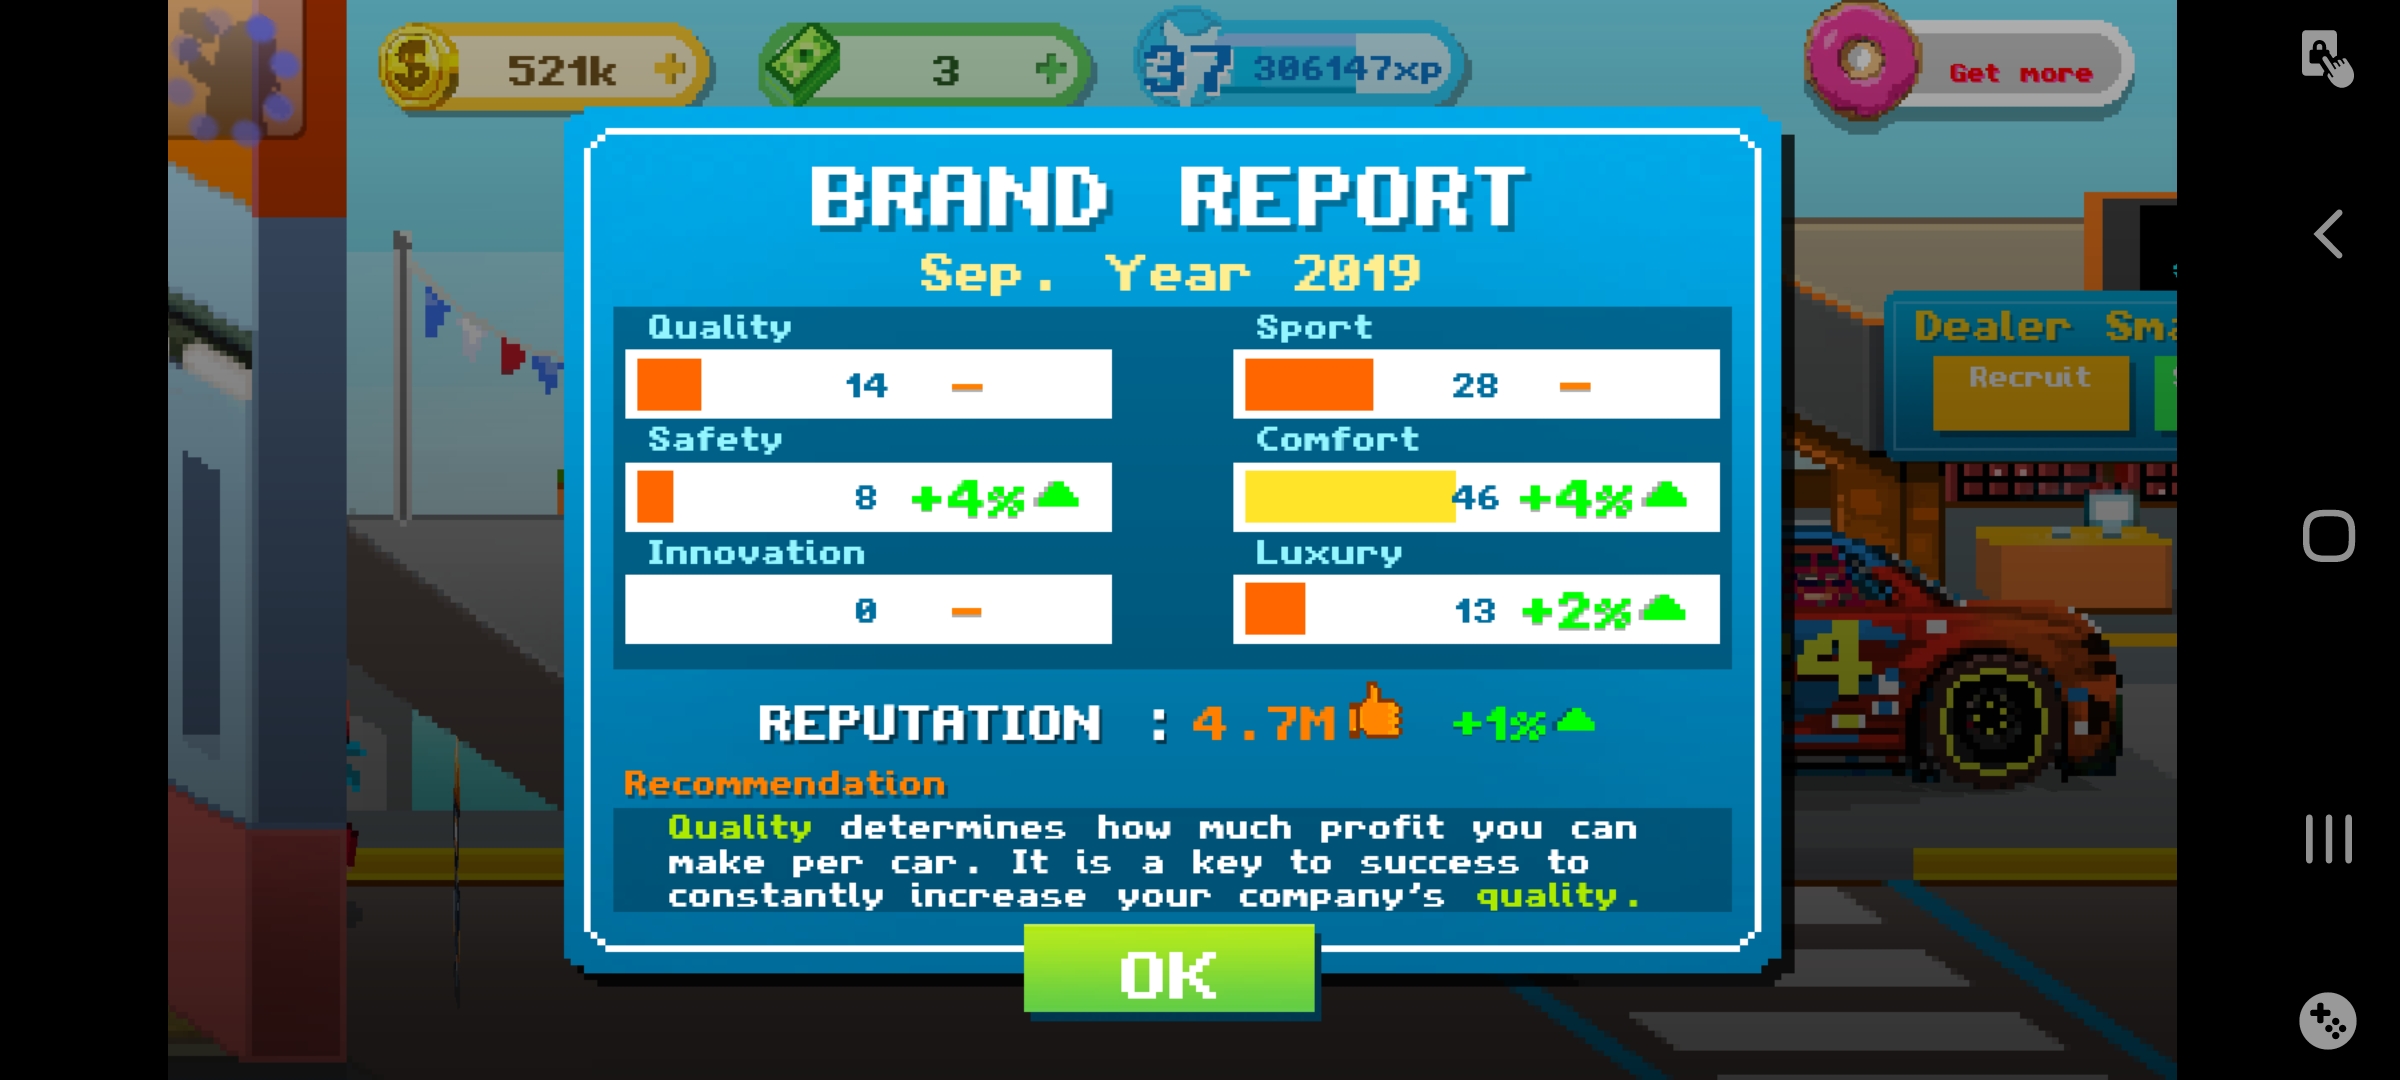 521k +
3 +
37 306147xp
Get more
BRAND REPORT
Sep. Year 2019
Quality Sport
14 - 28 -
Safety Comfort
8 +4% 46 +4%
Innovation Luxury
0 - 13 +2%
REPUTATION : 4.7M +1%
Recommendation
Quality determines how much profit you can
make per car. It is a key to success to
constantly increase your company's quality.
OK
Dealer
Recruit
4